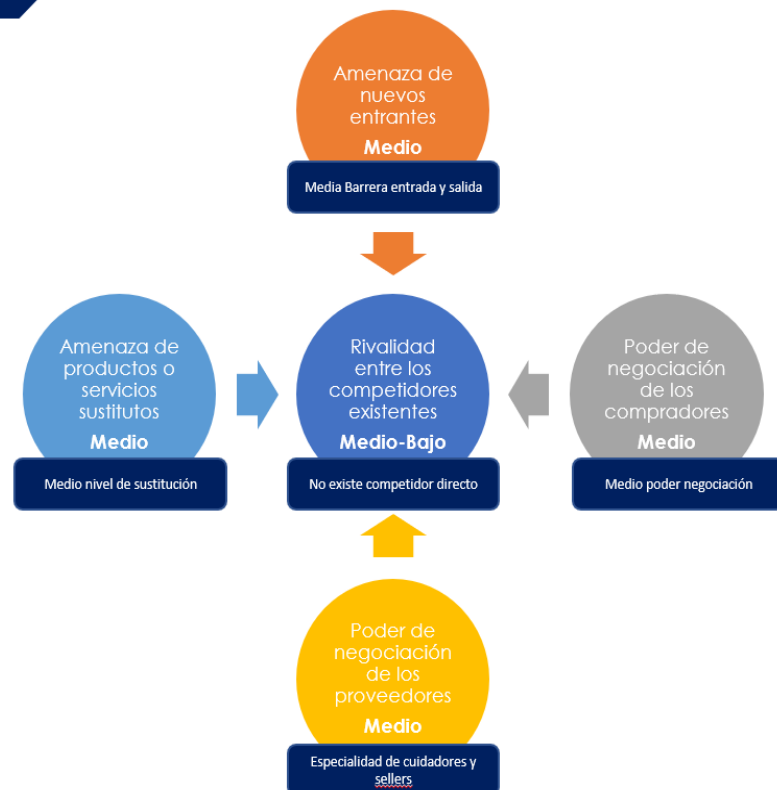 Amenaza de
nuevos
entrantes
Medio
Media Barrera entrada y salida
Amenaza de
productos o
servicios
sustitutos
Medio
Medio nivel de sustitución
Rivalidad
entre los
competidores
existentes
Medio-Bajo
No existe competidor directo
Poder de
negociación
de los
compradores
Medio
Medio poder negociación
Poder de
negociación
de los
proveedores
Medio
Especialidad de cuidadores y
sellers